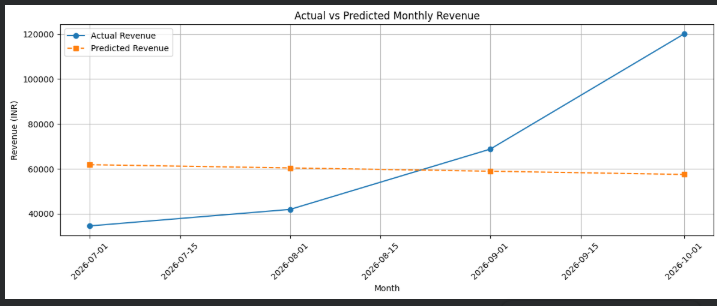 Actual vs Predicted Monthly Revenue
Actual Revenue
Predicted Revenue
120000
100000
80000
60000
40000
Revenue (INR)
2026-07-01
2026-07-15
2026-08-01
2026-08-15
2026-09-01
2026-09-15
2026-10-01
Month